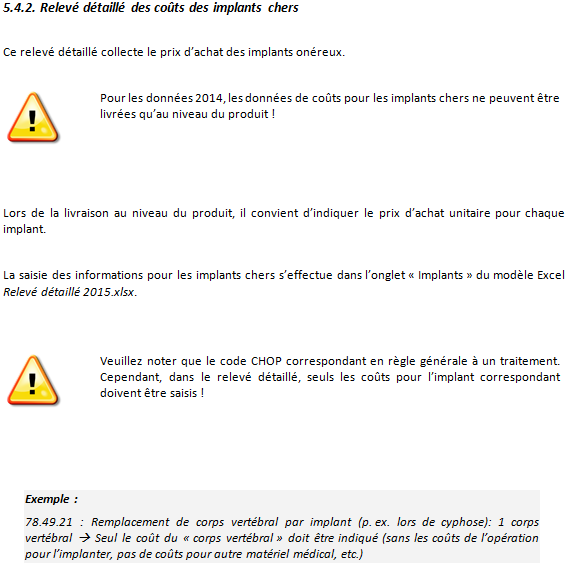 5.4.2. Relevé détaillé des coûts des implants chers
Ce relevé détaillé collecte le prix d'achat des implants onéreux.
Pour les données 2014, les données de coûts pour les implants chers ne peuvent être
livrées qu'au niveau du produit !
Lors de la livraison au niveau du produit, il convient d'indiquer le prix d'achat unitaire pour chaque
implant.
La saisie des informations pour les implants chers s'effectue dans l'onglet « Implants » du modèle Excel
Relevé détaillé 2015.xlsx.
Veuillez noter que le code CHOP correspondant en règle générale à un traitement.
Cependant, dans le relevé détaillé, seuls les coûts pour l'implant correspondant
doivent être saisis !
Exemple :
78.49.21 : Remplacement de corps vertébral par implant (p. ex. lors de cyphose): 1 corps
vertébral → Seul le coût du « corps vertébral » doit être indiqué (sans les coûts de l'opération
pour l'implanter, pas de coûts pour autre matériel médical, etc.)